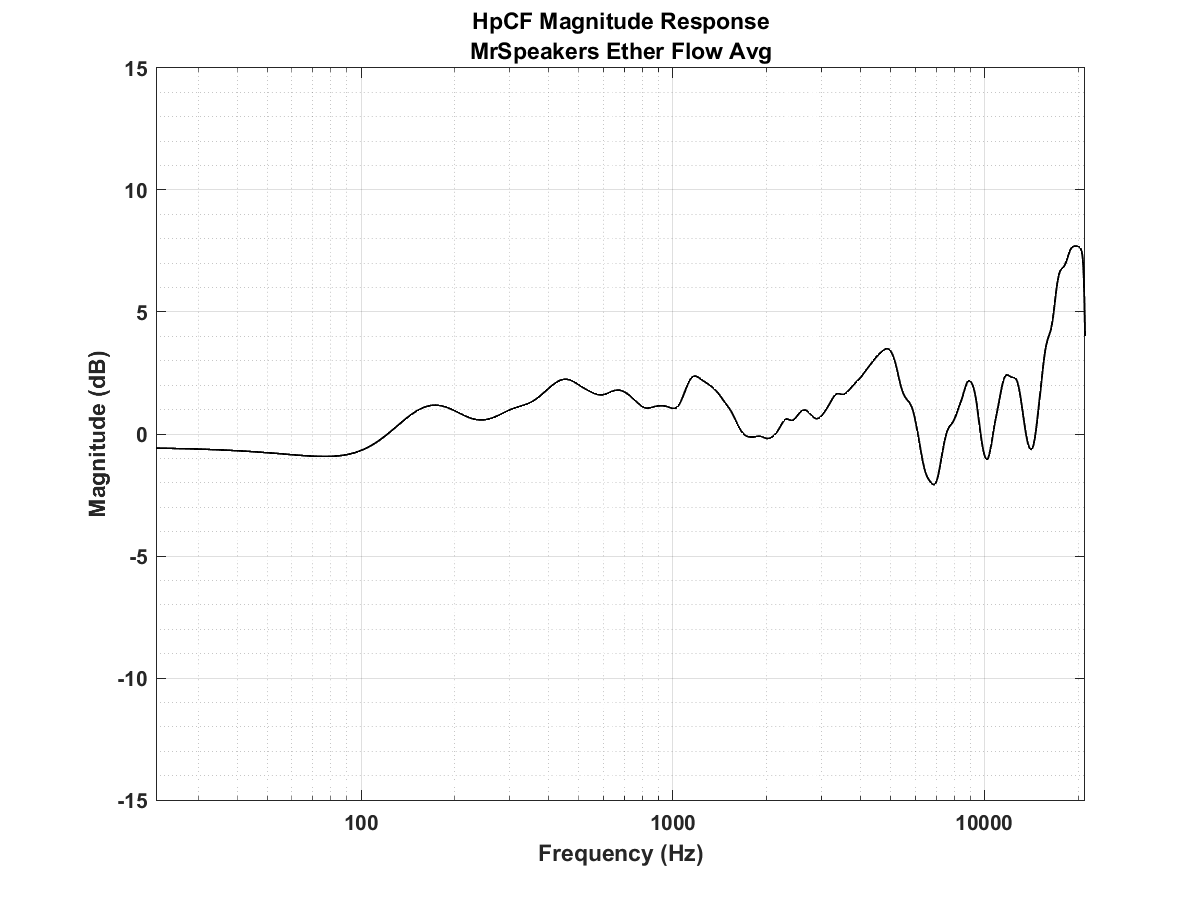 HpCF Magnitude Response
MrSpeakers Ether Flow Avg
15
10
5
0
-5
-10
-15
Magnitude (dB)
100
1000
10000
Frequency (Hz)